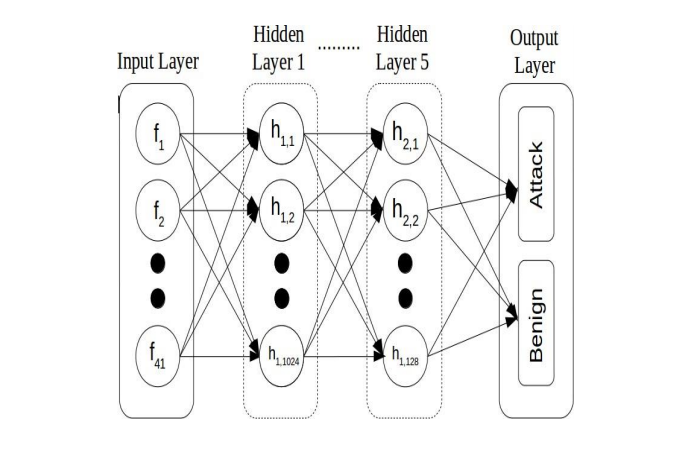 Input Layer
Hidden
Layer 1
.........
Hidden
Layer 5
Output
Layer
f1
f2
f41
h1,1
h1,2
h1,1024
h2,1
h2,2
h1,128
Attack
Benign